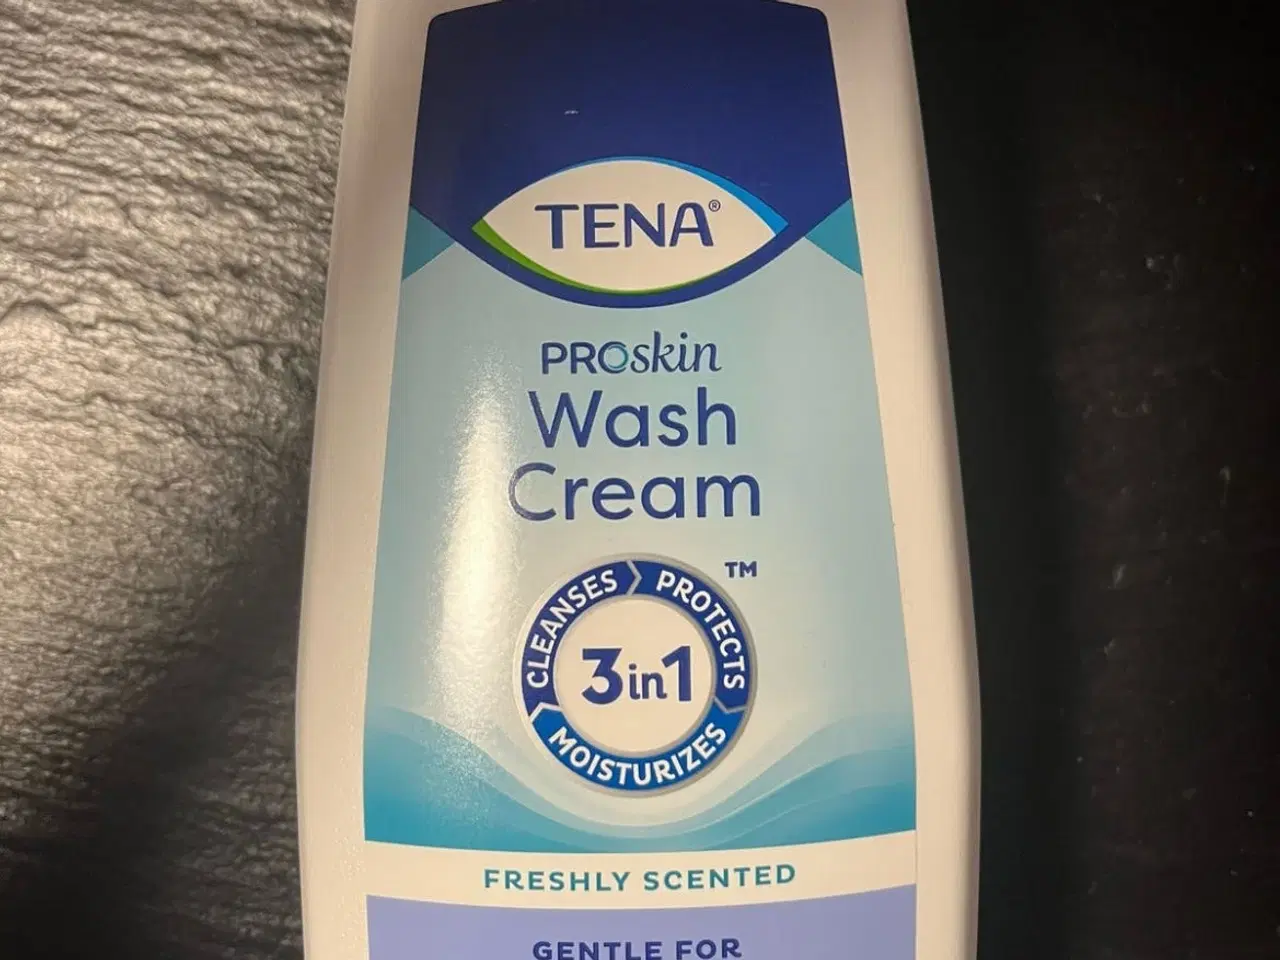 TENA®
PROskin
Wash
Cream
™
CLEANSES PROTECTS
3in1
MOISTURIZES
FRESHLY SCENTED
GENTLE FOR